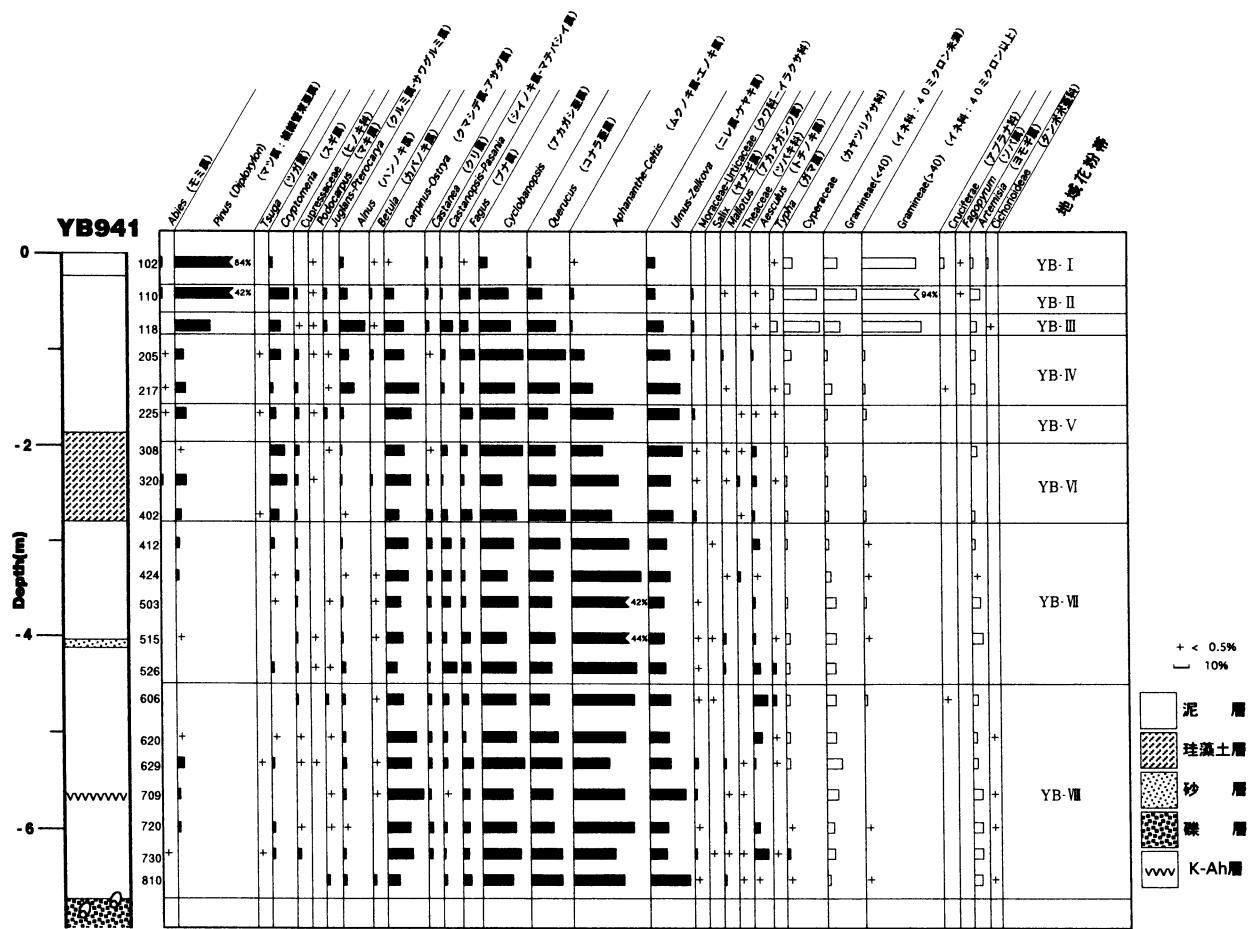 YB941
Abies (モミ属)
Pinus (Diploxylon) (マツ属：複維管束亜属)
Tsuga (ツガ属)
Cryptomeria (スギ属)
Cupressaceae (ヒノキ科)
Podocarpus (マキ属)
Juglans-Pterocarya (クルミ属-サワグルミ属)
Alnus (ハンノキ属)
Betula (カバノキ属)
Carpinus-Ostrya (クマシデ属-アサダ属)
Castanea (クリ属)
Castanopsis-Pasania (シイノキ属-マテバシイ属)
Fagus (ブナ属)
Cyclobanopsis (アカガシ亜属)
Quercus (コナラ亜属)
Aphananthe-Celtis (ムクノキ属-エノキ属)
Ulmus-Zelkova (ニレ属-ケヤキ属)
Moraceae-Urticaceae (クワ科-イラクサ科)
Salix (ヤナギ属)
Mallotus (アカメガシワ属)
Theaceae (ツバキ科)
Aesculus (トチノキ属)
Typha (ガマ属)
Cyperaceae (カヤツリグサ科)
Gramineae(<40) (イネ科：40ミクロン未満)
Gramineae(>40) (イネ科：40ミクロン以上)
Cruciferae (アブラナ科)
Fagopyrum (ソバ属)
Artemisia (ヨモギ属)
Cichorioideae (タンポポ亜科)
地域花粉帯
Depth(m)
0
-2
-4
-6
102 64% YB-Ⅰ
110 42% 94% YB-Ⅱ
118 YB-Ⅲ
205
217 YB-Ⅳ
225 YB-Ⅴ
308
320 YB-Ⅵ
402
412
424
503 42% YB-Ⅶ
515 44%
526
606
620
629
709 YB-Ⅷ
720
730
810
+ < 0.5%
10%
泥 層
珪藻土層
砂 層
礫 層
K-Ah層